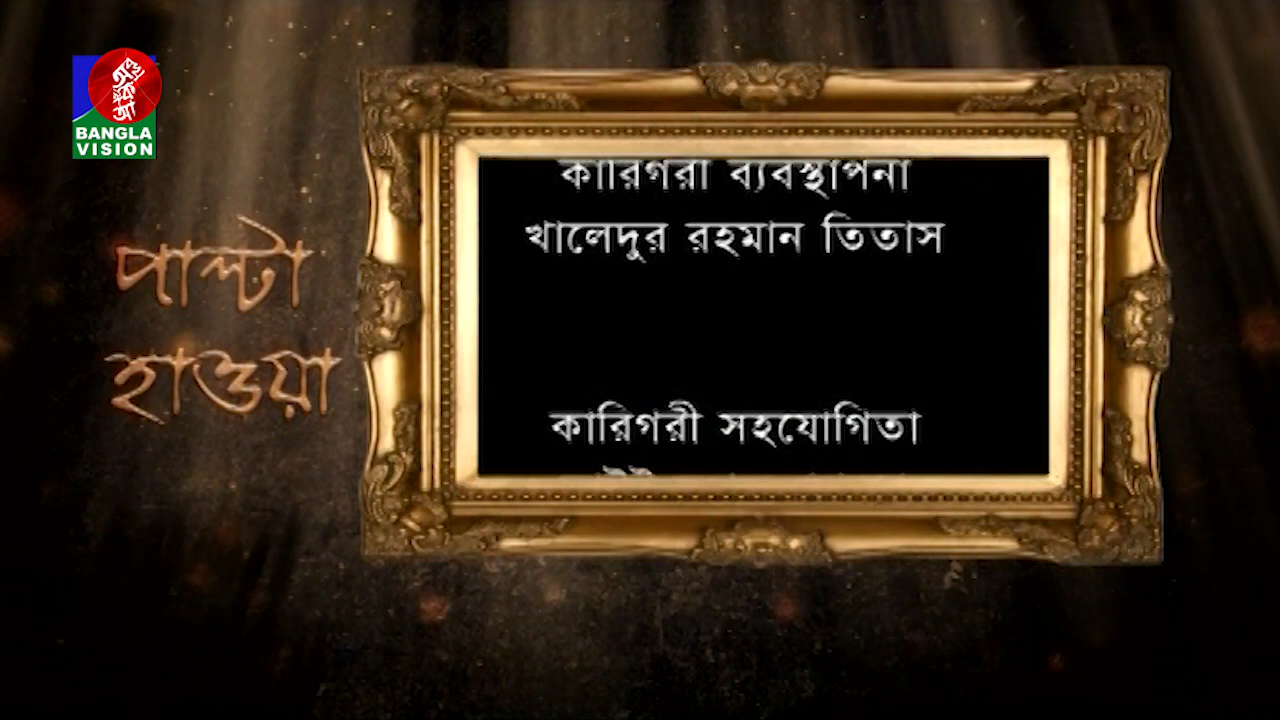 BANGLA
VISION
পাল্টা
হাওয়া
কারিগরী ব্যবস্থাপনা
খালেদুর রহমান তিতাস
কারিগরী সহযোগিতা